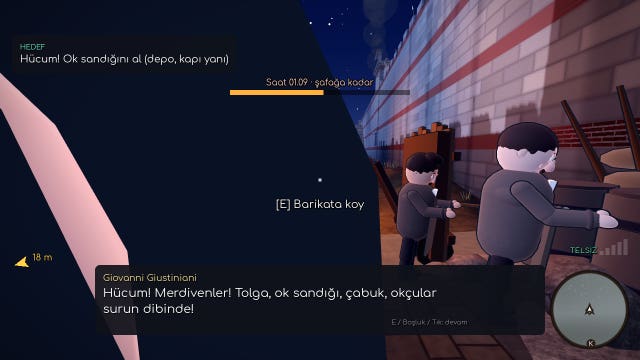 HEDEF
Hücum! Ok sandığını al (depo, kapı yanı)
Saat 01.09 · şafağa kadar
[E] Barikata koy
18 m
TELSİZ
Giovanni Giustiniani
Hücum! Merdivenler! Tolga, ok sandığı, çabuk, okçular
surun dibinde!
E / Boşluk / Tık: devam
K